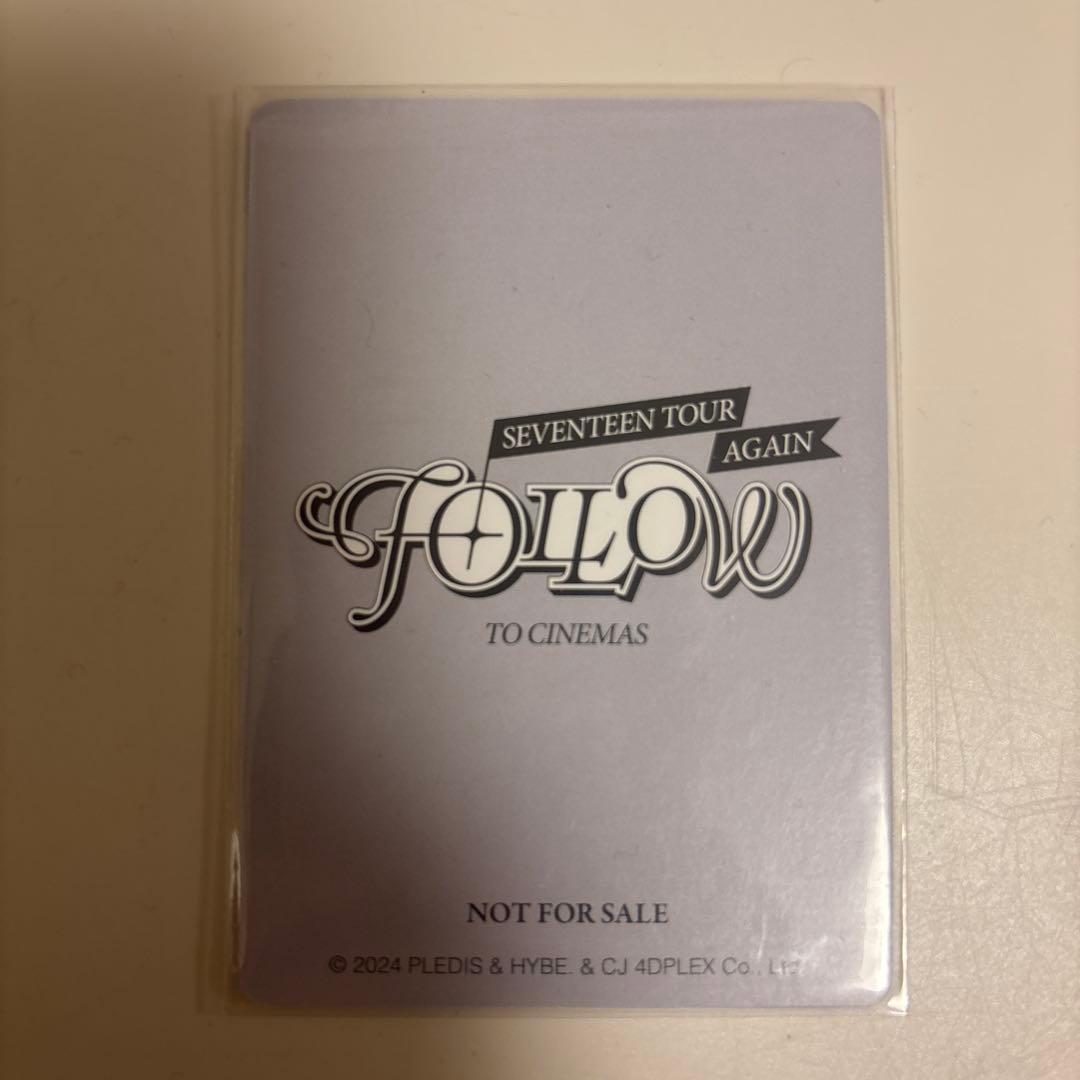 SEVENTEEN TOUR
AGAIN
FOLLOW
TO CINEMAS
NOT FOR SALE
© 2024 PLEDIS & HYBE. & CJ 4DPLEX Co., Ltd.